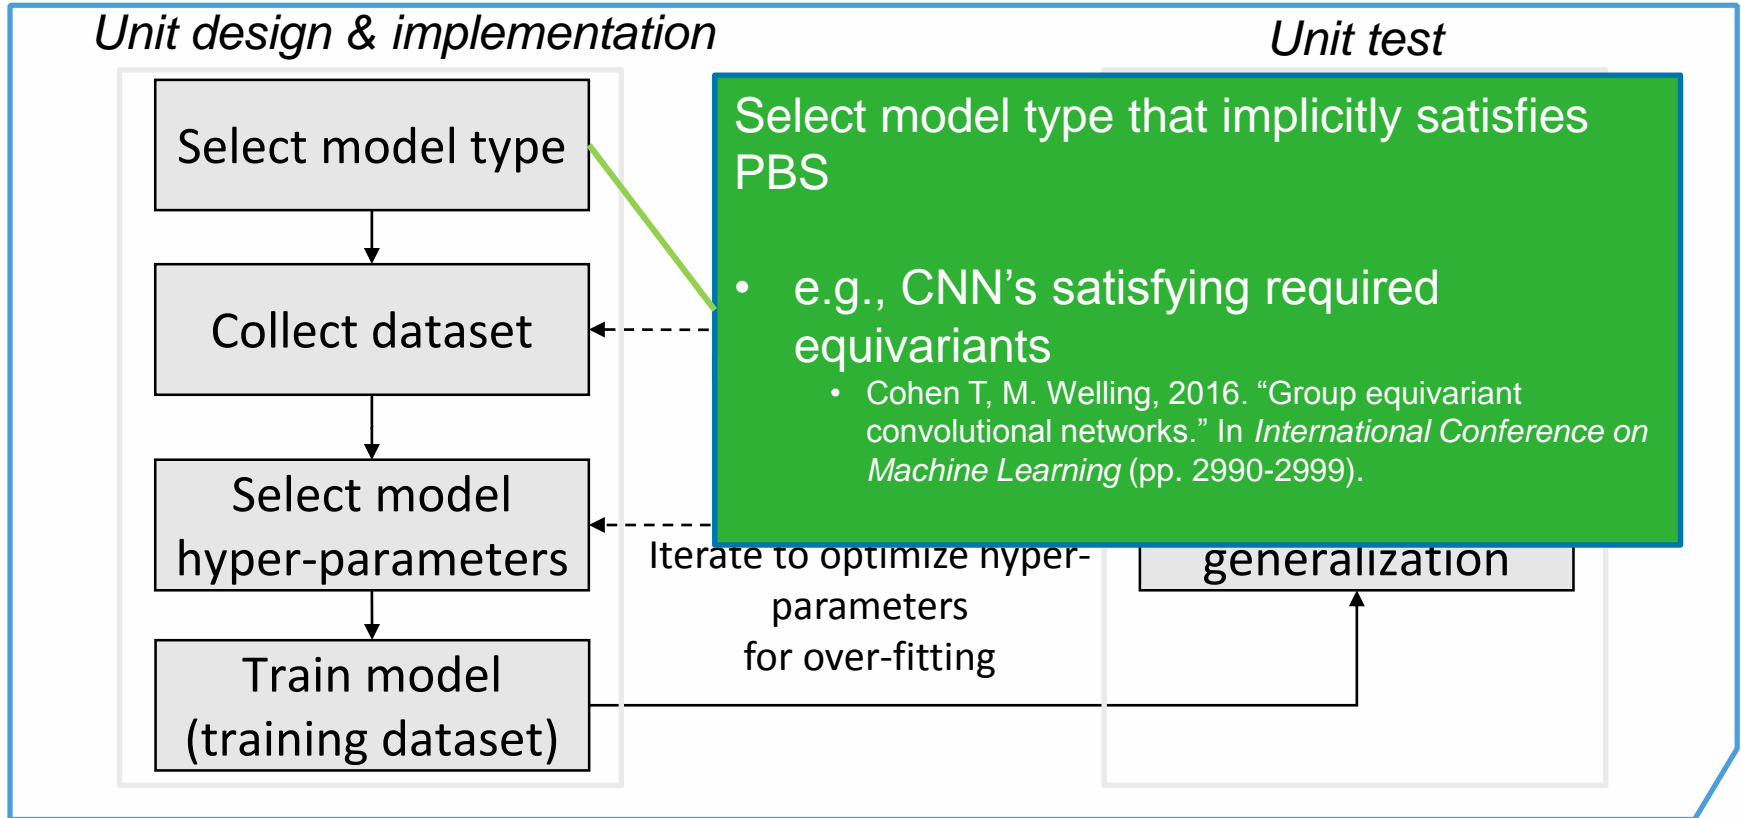 Unit design & implementation
Unit test
Select model type
Collect dataset
Select model
hyper-parameters
Train model
(training dataset)
Select model type that implicitly satisfies
PBS
• e.g., CNN’s satisfying required
equivariants
• Cohen T, M. Welling, 2016. “Group equivariant
convolutional networks.” In International Conference on
Machine Learning (pp. 2990-2999).
Iterate to optimize hyper-
parameters
for over-fitting
generalization